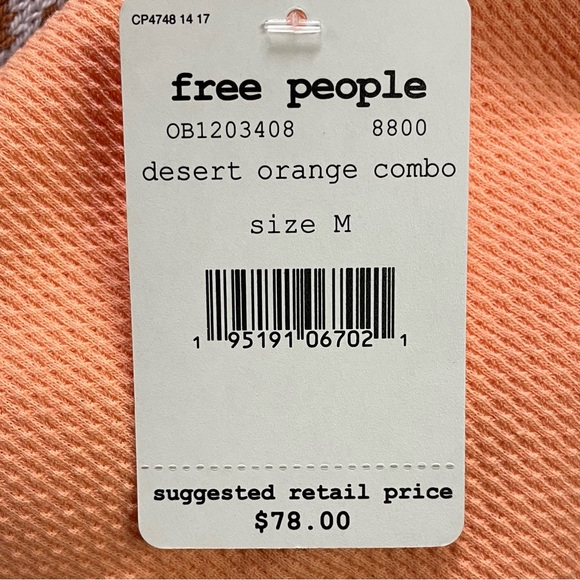 CP4748 14 17
free people
OB1203408 8800
desert orange combo
size M
1 95191 06702 1
suggested retail price
$78.00